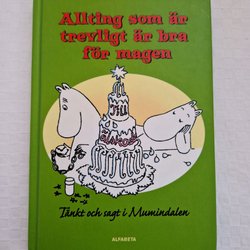 Allting som är
trevligt är bra
för magen
Tänkt och sagt i Mumindalen
ALFABETA